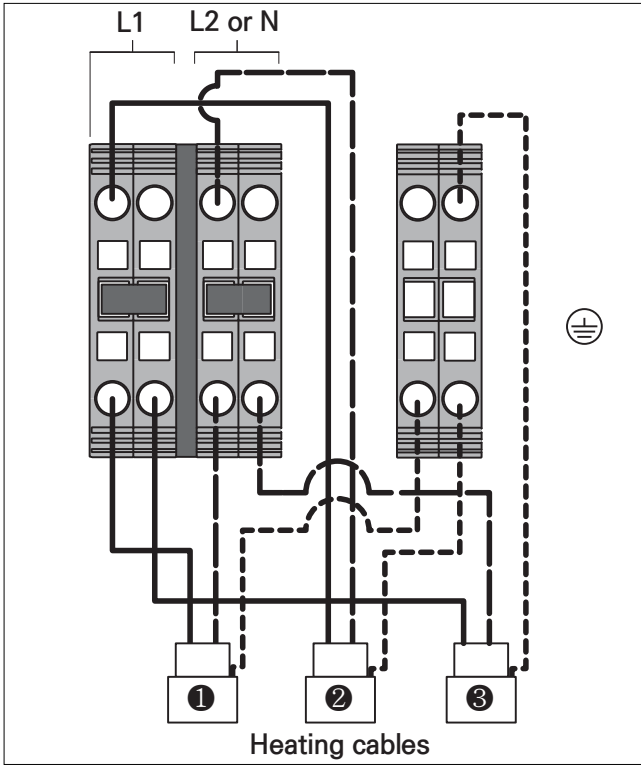 L1 L2 or N
❶ ❷ ❸
Heating cables